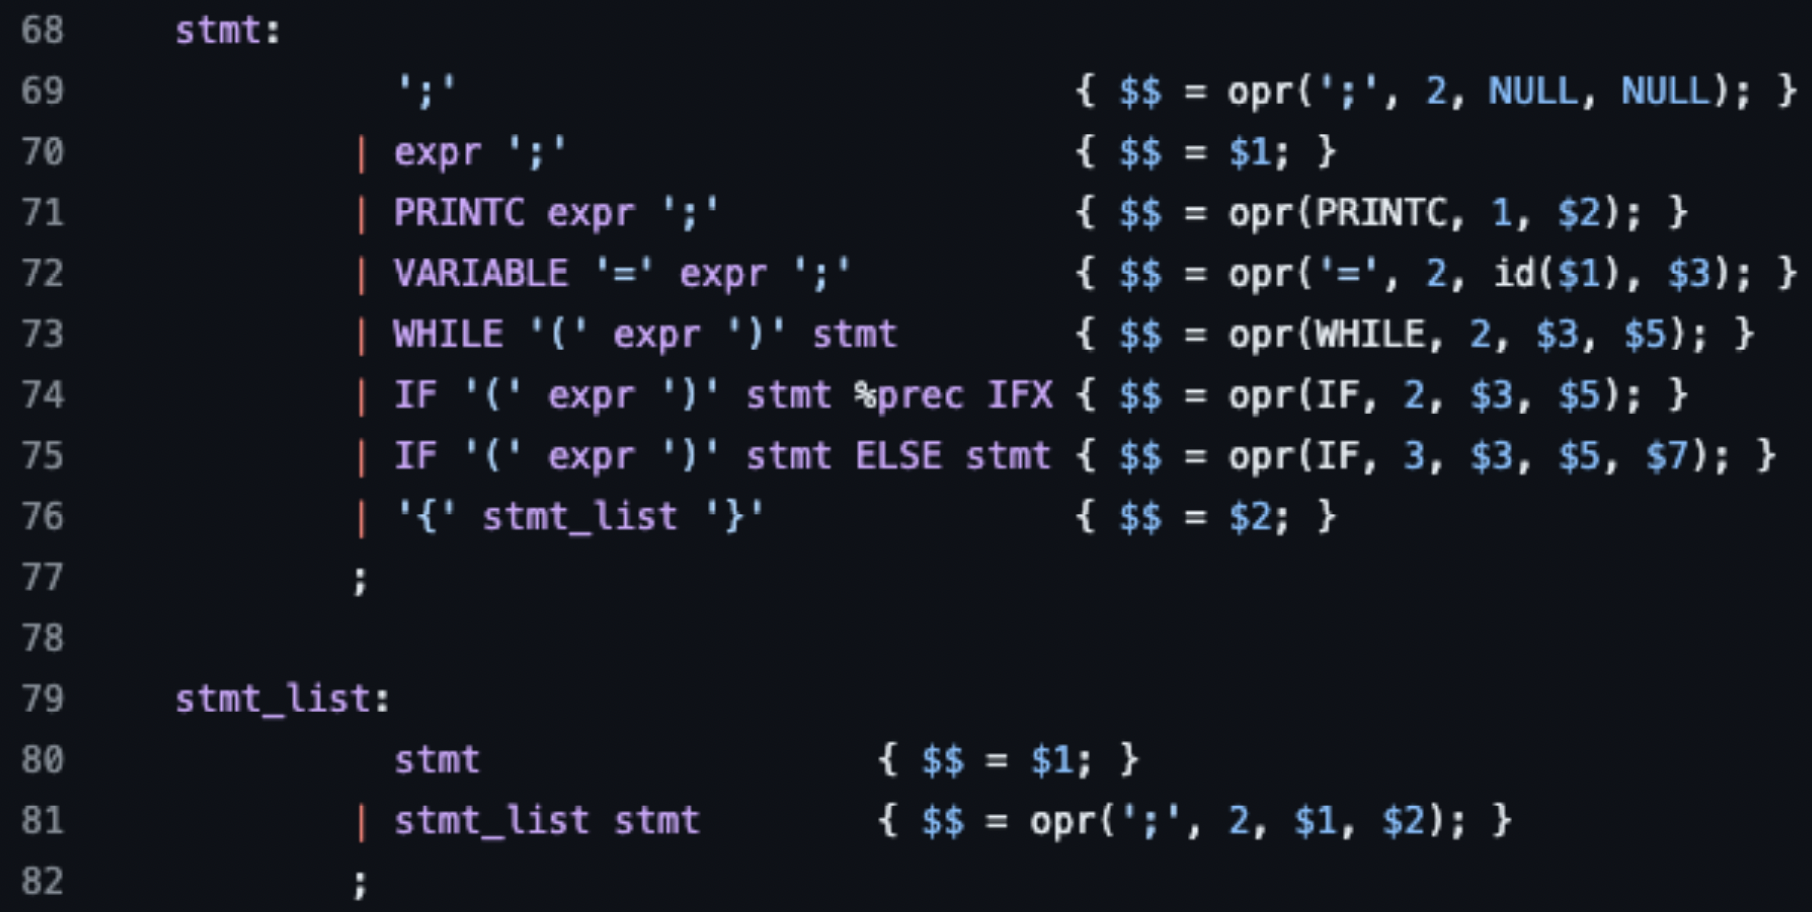 68 stmt:
69 ';' { $$ = opr(';', 2, NULL, NULL); }
70 | expr ';' { $$ = $1; }
71 | PRINTC expr ';' { $$ = opr(PRINTC, 1, $2); }
72 | VARIABLE '=' expr ';' { $$ = opr('=', 2, id($1), $3); }
73 | WHILE '(' expr ')' stmt { $$ = opr(WHILE, 2, $3, $5); }
74 | IF '(' expr ')' stmt %prec IFX { $$ = opr(IF, 2, $3, $5); }
75 | IF '(' expr ')' stmt ELSE stmt { $$ = opr(IF, 3, $3, $5, $7); }
76 | '{' stmt_list '}' { $$ = $2; }
77 ;
78
79 stmt_list:
80 stmt { $$ = $1; }
81 | stmt_list stmt { $$ = opr(';', 2, $1, $2); }
82 ;